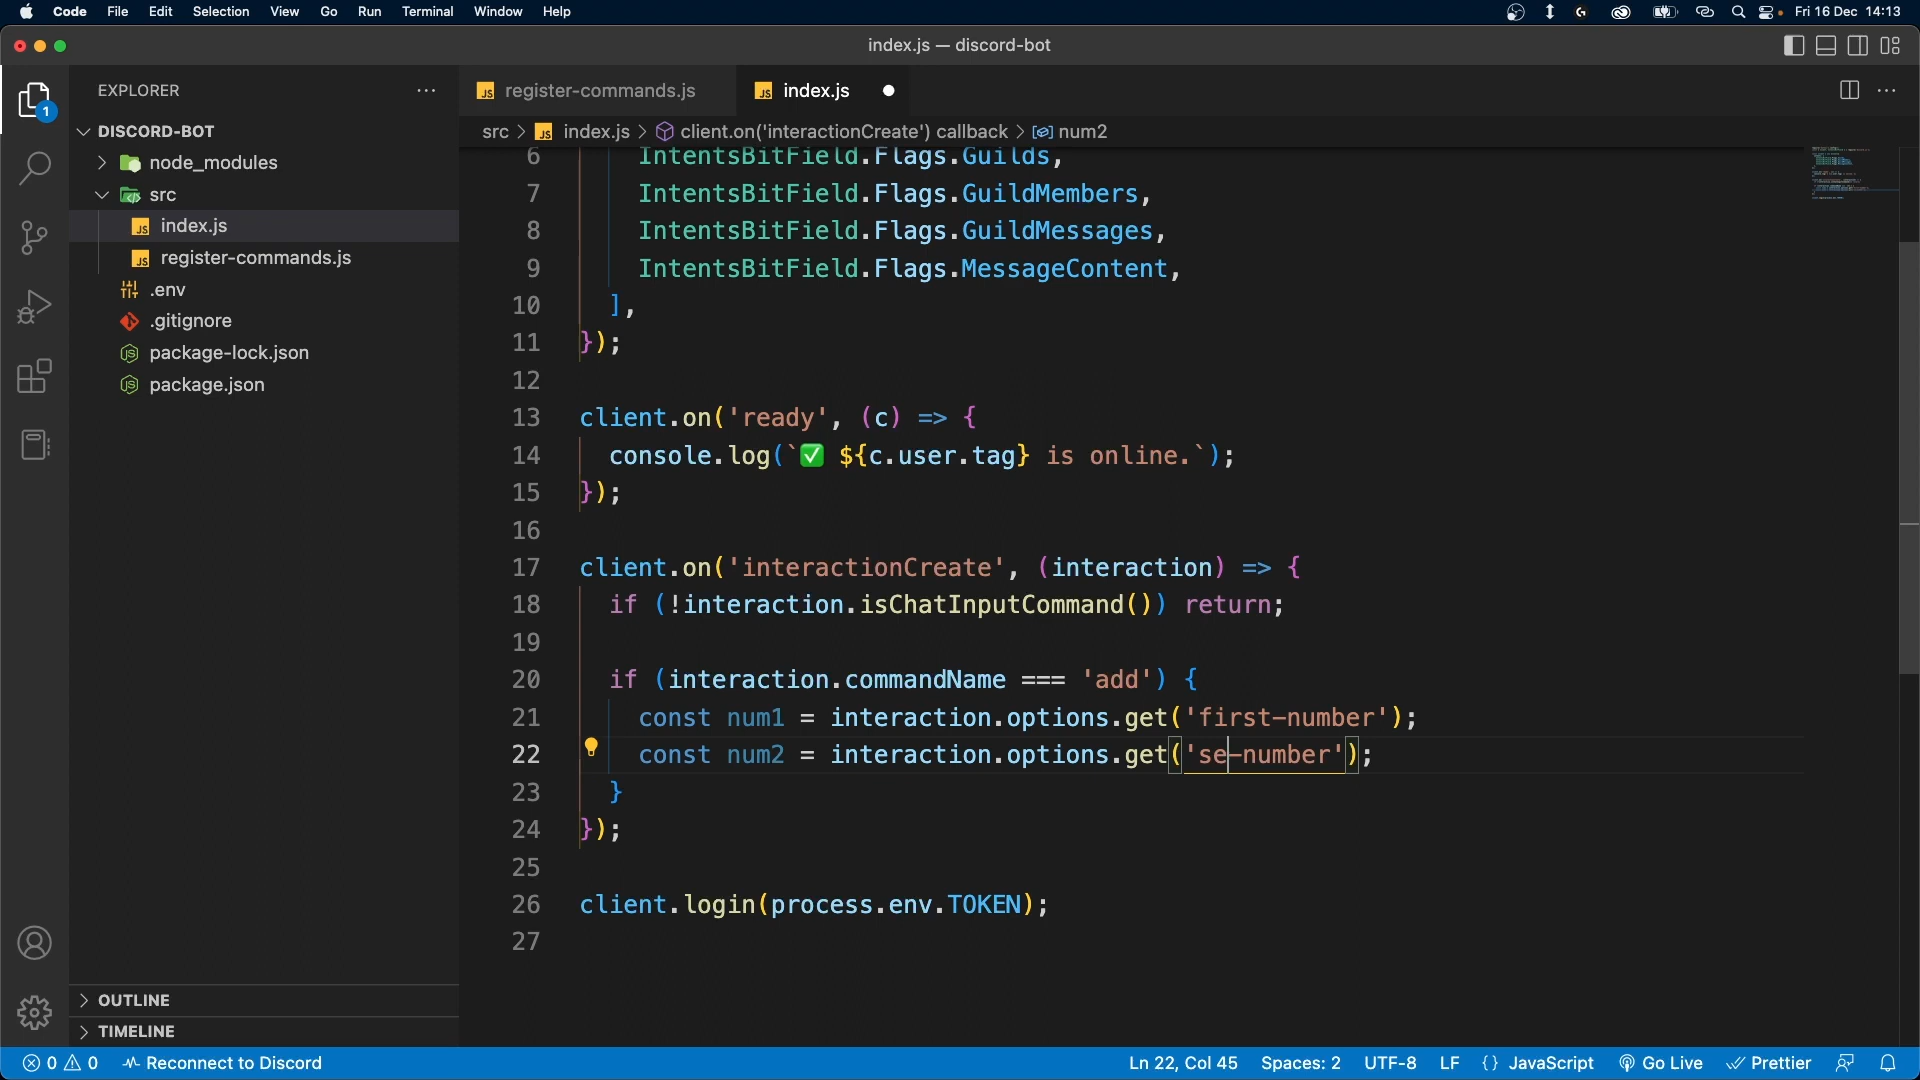 Code File Edit Selection View Go Run Terminal Window Help Fri 16 Dec 14:13
index.js — discord-bot
EXPLORER
DISCORD-BOT
node_modules
src
index.js
register-commands.js
.env
.gitignore
package-lock.json
package.json
OUTLINE
TIMELINE
1
register-commands.js index.js
src > index.js > client.on('interactionCreate') callback > num2
6 IntentsBitField.Flags.Guilds,
7 IntentsBitField.Flags.GuildMembers,
8 IntentsBitField.Flags.GuildMessages,
9 IntentsBitField.Flags.MessageContent,
10 ],
11 });
12
13 client.on('ready', (c) => {
14 console.log(`✅ ${c.user.tag} is online.`);
15 });
16
17 client.on('interactionCreate', (interaction) => {
18 if (!interaction.isChatInputCommand()) return;
19
20 if (interaction.commandName === 'add') {
21 const num1 = interaction.options.get('first-number');
22 const num2 = interaction.options.get('se-number');
23 }
24 });
25
26 client.login(process.env.TOKEN);
27
0 0 Reconnect to Discord Ln 22, Col 45 Spaces: 2 UTF-8 LF {} JavaScript Go Live Prettier